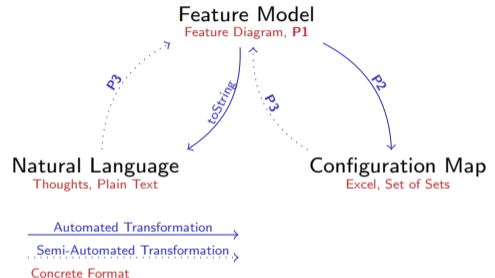 Feature Model
Feature Diagram, P1
P3
toString
P3
P2
Natural Language
Thoughts, Plain Text
Configuration Map
Excel, Set of Sets
Automated Transformation
Semi-Automated Transformation
Concrete Format